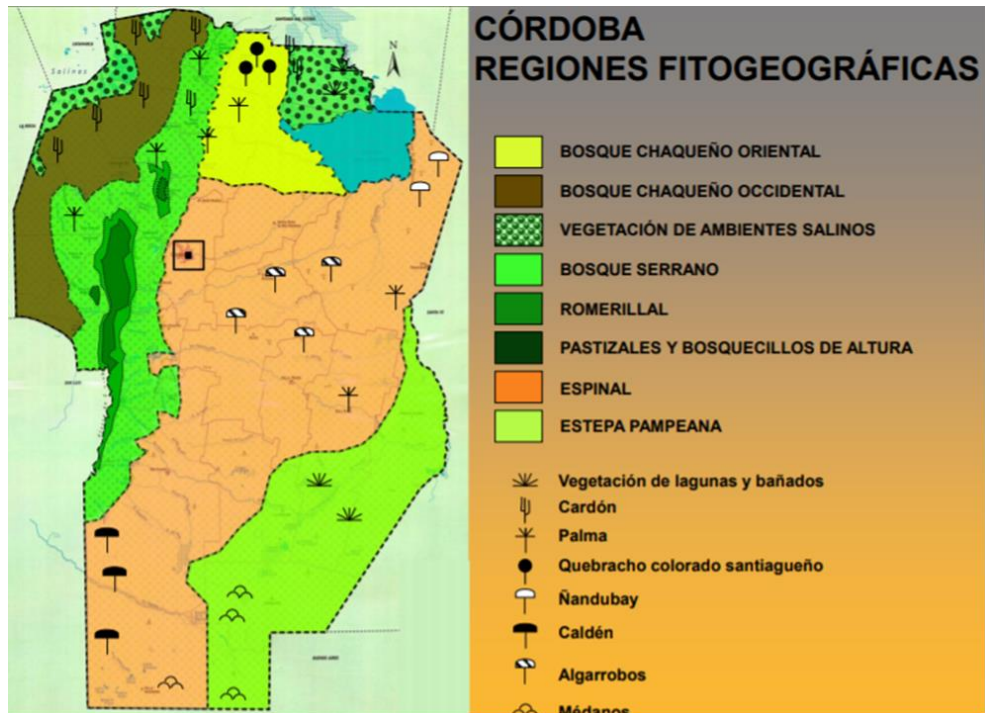 CÓRDOBA
REGIONES FITOGEOGRÁFICAS
N
Salinas
BOSQUE CHAQUEÑO ORIENTAL
BOSQUE CHAQUEÑO OCCIDENTAL
VEGETACIÓN DE AMBIENTES SALINOS
BOSQUE SERRANO
ROMERILLAL
PASTIZALES Y BOSQUECILLOS DE ALTURA
ESPINAL
ESTEPA PAMPEANA
Vegetación de lagunas y bañados
Cardón
Palma
Quebracho colorado santiagueño
Ñandubay
Caldén
Algarrobos
Médanos